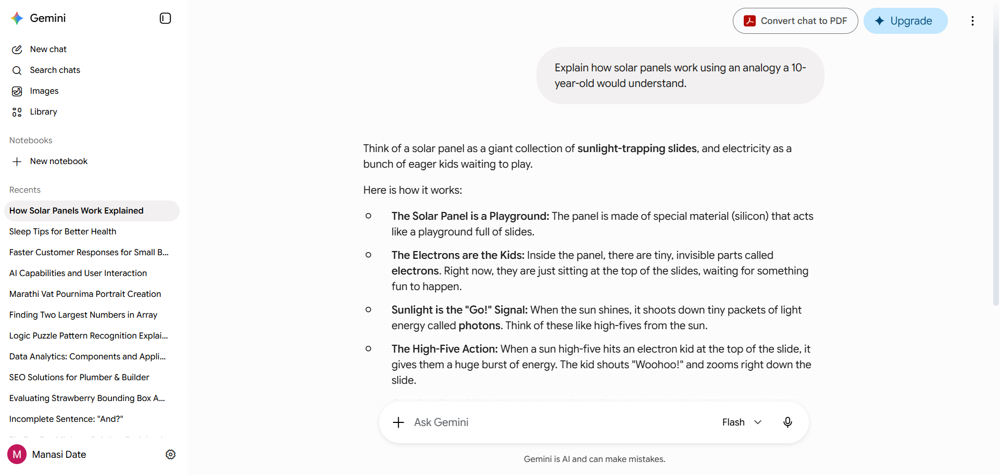 Gemini
New chat
Search chats
Images
Library
Notebooks
New notebook
Recents
How Solar Panels Work Explained
Sleep Tips for Better Health
Faster Customer Responses for Small B...
AI Capabilities and User Interaction
Marathi Vat Pournima Portrait Creation
Finding Two Largest Numbers in Array
Logic Puzzle Pattern Recognition Explai...
Data Analytics: Components and Appli...
SEO Solutions for Plumber & Builder
Evaluating Strawberry Bounding Box A...
Incomplete Sentence: "And?"
M Manasi Date
Convert chat to PDF
Upgrade
Explain how solar panels work using an analogy a 10-
year-old would understand.
Think of a solar panel as a giant collection of sunlight-trapping slides, and electricity as a
bunch of eager kids waiting to play.
Here is how it works:
The Solar Panel is a Playground: The panel is made of special material (silicon) that acts
like a playground full of slides.
The Electrons are the Kids: Inside the panel, there are tiny, invisible parts called
electrons. Right now, they are just sitting at the top of the slides, waiting for something
fun to happen.
Sunlight is the "Go!" Signal: When the sun shines, it shoots down tiny packets of light
energy called photons. Think of these like high-fives from the sun.
The High-Five Action: When a sun high-five hits an electron kid at the top of the slide, it
gives them a huge burst of energy. The kid shouts "Woohoo!" and zooms right down the
slide.
Ask Gemini
Flash
Gemini is AI and can make mistakes.